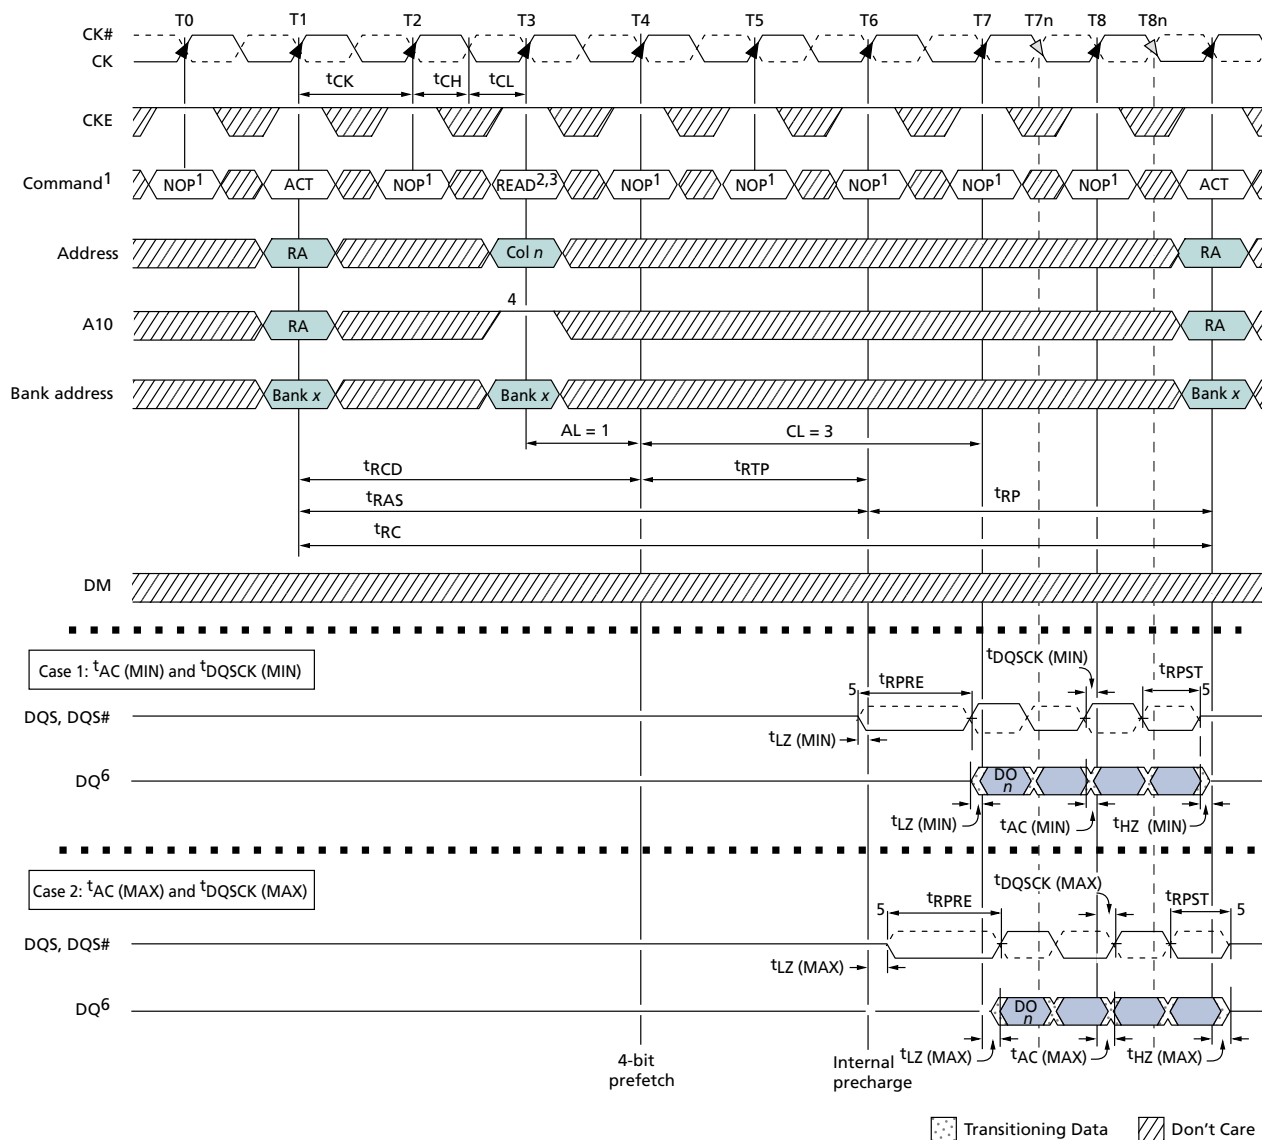 T0 T1 T2 T3 T4 T5 T6 T7 T7n T8 T8n
CK#
CK
tCK tCH tCL
CKE
Command1 NOP1 ACT NOP1 READ2,3 NOP1 NOP1 NOP1 NOP1 NOP1 ACT
Address RA Col n RA
4
A10 RA RA
Bank address Bank x Bank x Bank x
AL = 1 CL = 3
tRCD tRTP
tRAS tRP
tRC
DM
Case 1: tAC (MIN) and tDQSCK (MIN)
tDQSCK (MIN)
5 tRPRE tRPST 5
DQS, DQS#
tLZ (MIN)
DQ6 DO
n
tLZ (MIN) tAC (MIN) tHZ (MIN)
Case 2: tAC (MAX) and tDQSCK (MAX)
tDQSCK (MAX)
5 tRPRE tRPST 5
DQS, DQS#
tLZ (MAX)
DQ6 DO
n
tLZ (MAX) tAC (MAX) tHZ (MAX)
4-bit
prefetch
Internal
precharge
Transitioning Data Don't Care